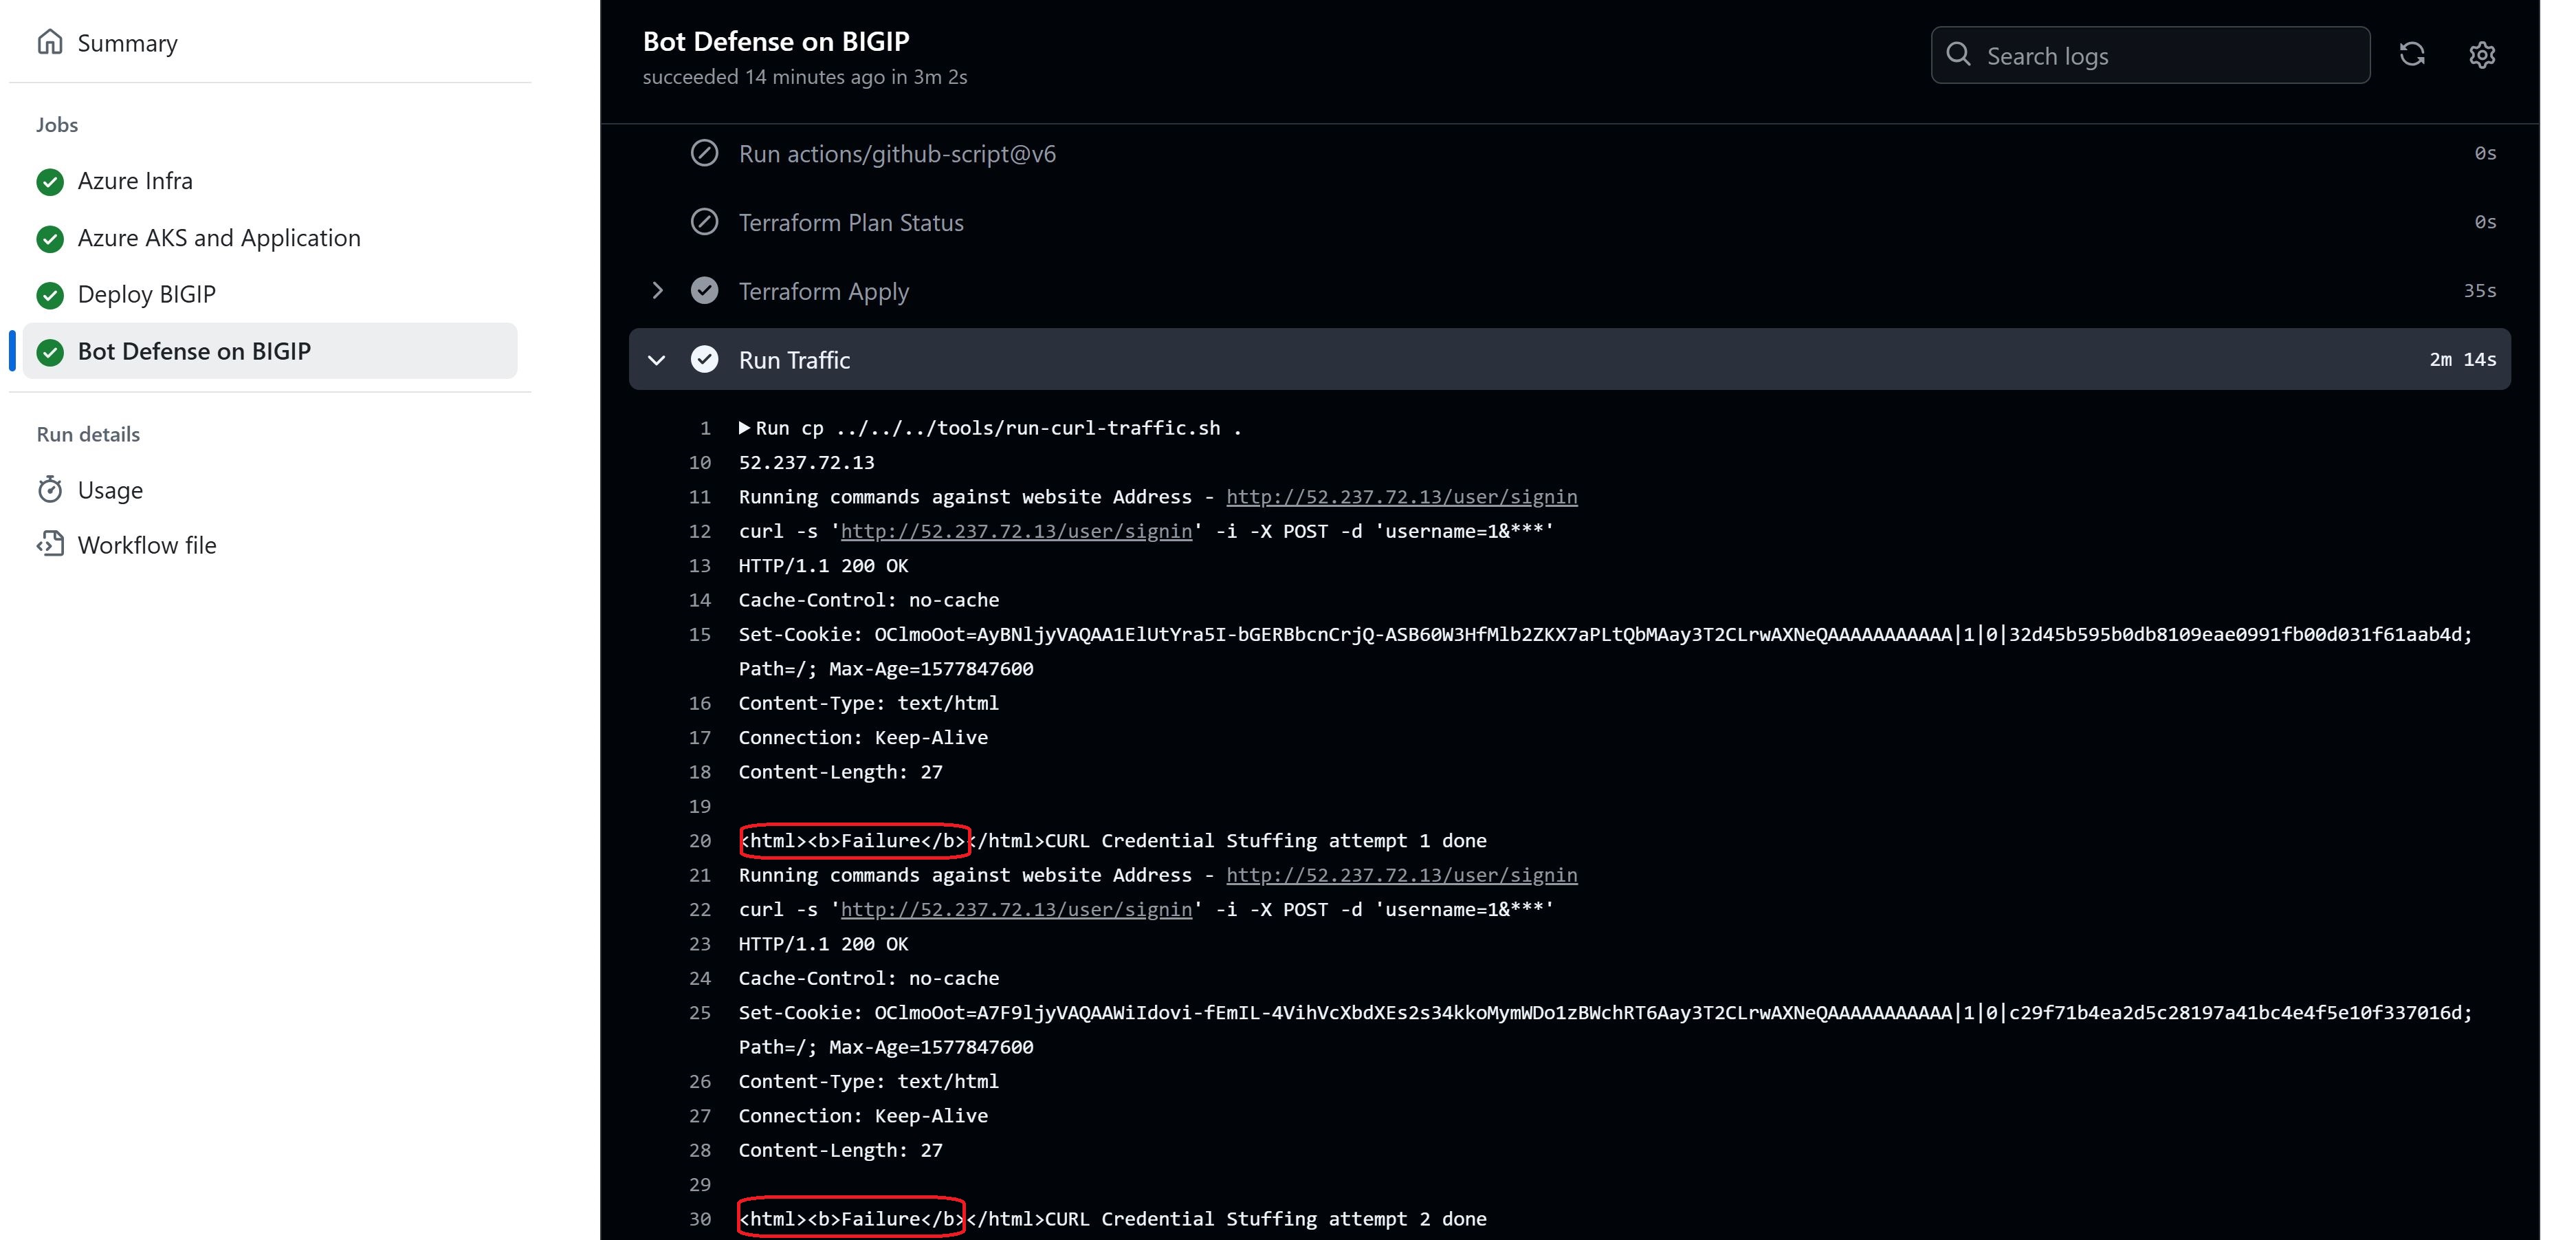 Summary
Jobs
Azure Infra
Azure AKS and Application
Deploy BIGIP
Bot Defense on BIGIP
Run details
Usage
Workflow file
Bot Defense on BIGIP
succeeded 14 minutes ago in 3m 2s
Search logs
Run actions/github-script@v6 0s
Terraform Plan Status 0s
Terraform Apply 35s
Run Traffic 2m 14s
1 Run cp ../../../tools/run-curl-traffic.sh .
10 52.237.72.13
11 Running commands against website Address - http://52.237.72.13/user/signin
12 curl -s 'http://52.237.72.13/user/signin' -i -X POST -d 'username=1&***'
13 HTTP/1.1 200 OK
14 Cache-Control: no-cache
15 Set-Cookie: OClmoOot=AyBNljyVAQAA1ElUtYra5I-bGERBbcnCrjQ-ASB60W3HfMlb2ZKX7aPLtQbMAay3T2CLrwAXNeQAAAAAAAAAAA|1|0|32d45b595b0db8109eae0991fb00d031f61aab4d;
Path=/; Max-Age=1577847600
16 Content-Type: text/html
17 Connection: Keep-Alive
18 Content-Length: 27
19
20 <html><b>Failure</b></html>CURL Credential Stuffing attempt 1 done
21 Running commands against website Address - http://52.237.72.13/user/signin
22 curl -s 'http://52.237.72.13/user/signin' -i -X POST -d 'username=1&***'
23 HTTP/1.1 200 OK
24 Cache-Control: no-cache
25 Set-Cookie: OClmoOot=A7F9ljyVAQAAWiIdovi-fEmIL-4VihVcXbdXEs2s34kkoMymWDo1zBWchRT6Aay3T2CLrwAXNeQAAAAAAAAAAA|1|0|c29f71b4ea2d5c28197a41bc4e4f5e10f337016d;
Path=/; Max-Age=1577847600
26 Content-Type: text/html
27 Connection: Keep-Alive
28 Content-Length: 27
29
30 <html><b>Failure</b></html>CURL Credential Stuffing attempt 2 done